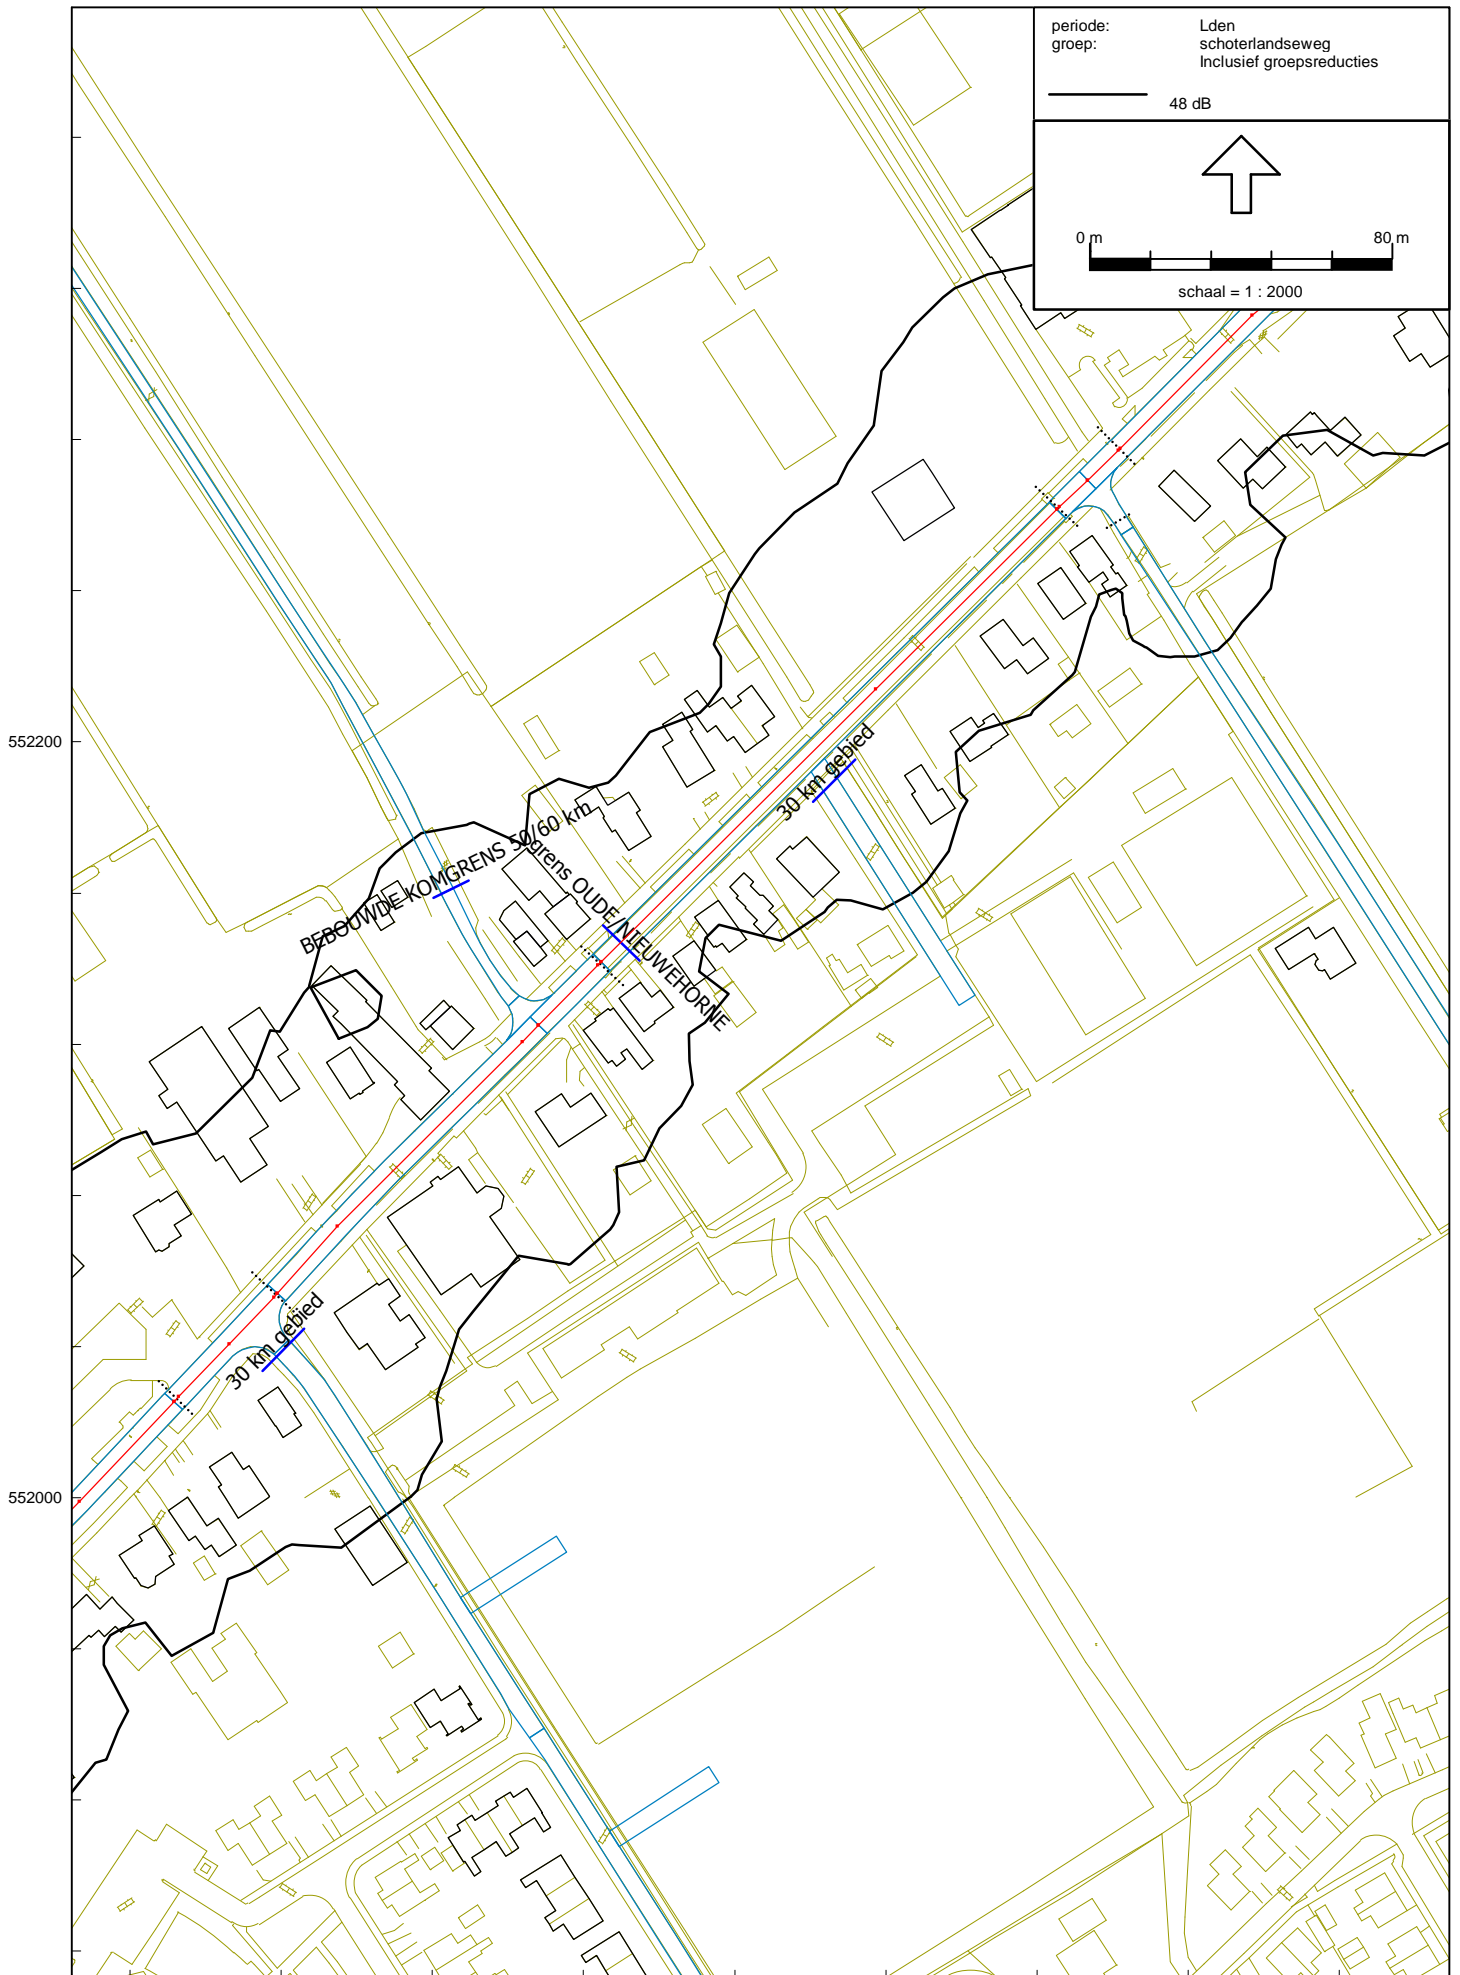 periode: Lden
groep: schoterlandseweg
Inclusief groepsreducties
48 dB
0 m 80 m
schaal = 1 : 2000
552200
30 km gebied
BEBOUWDE KOMGRENS 50/60 km
grens OUDE/NIEUWEHORNE
30 km gebied
552000